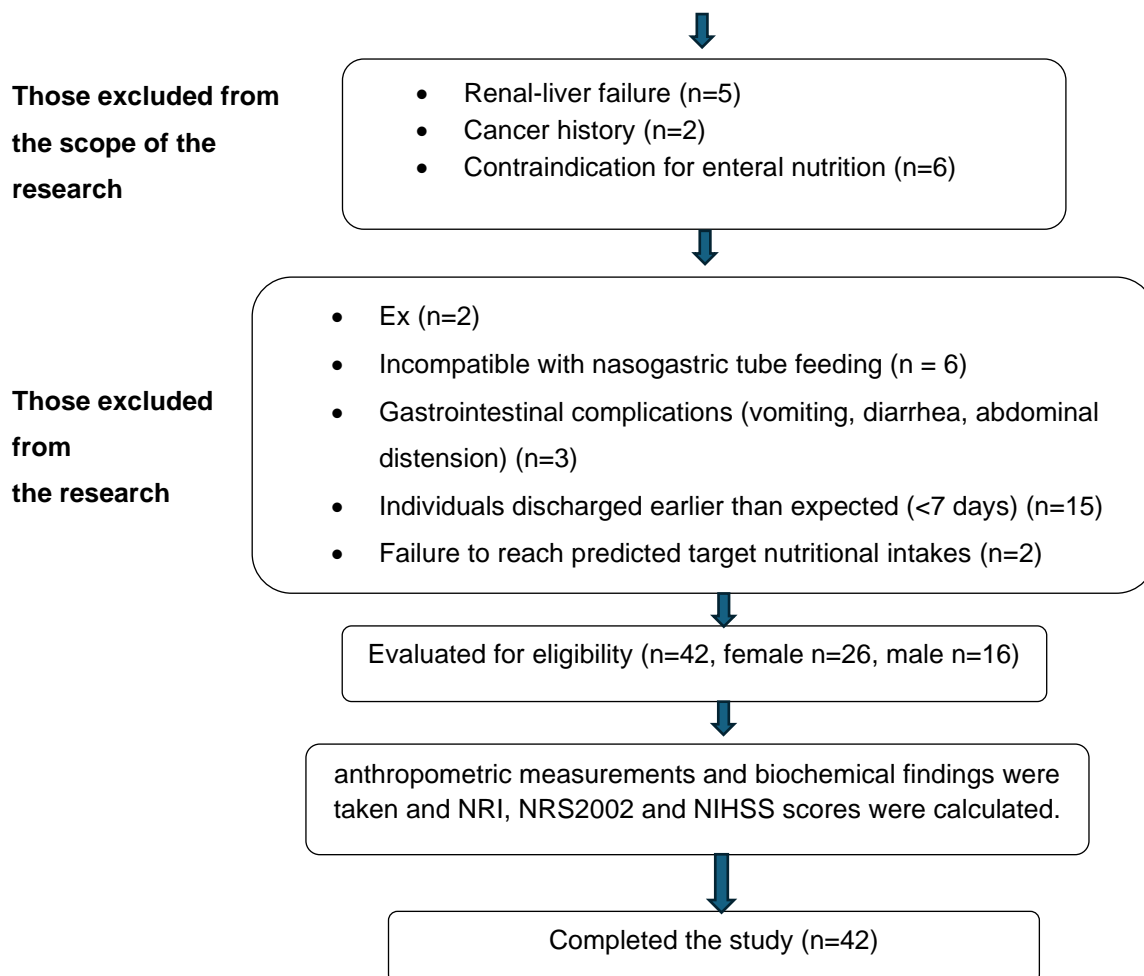 Those excluded from
the scope of the
research
• Renal-liver failure (n=5)
• Cancer history (n=2)
• Contraindication for enteral nutrition (n=6)
Those excluded
from
the research
• Ex (n=2)
• Incompatible with nasogastric tube feeding (n = 6)
• Gastrointestinal complications (vomiting, diarrhea, abdominal
distension) (n=3)
• Individuals discharged earlier than expected (<7 days) (n=15)
• Failure to reach predicted target nutritional intakes (n=2)
Evaluated for eligibility (n=42, female n=26, male n=16)
anthropometric measurements and biochemical findings were
taken and NRI, NRS2002 and NIHSS scores were calculated.
Completed the study (n=42)